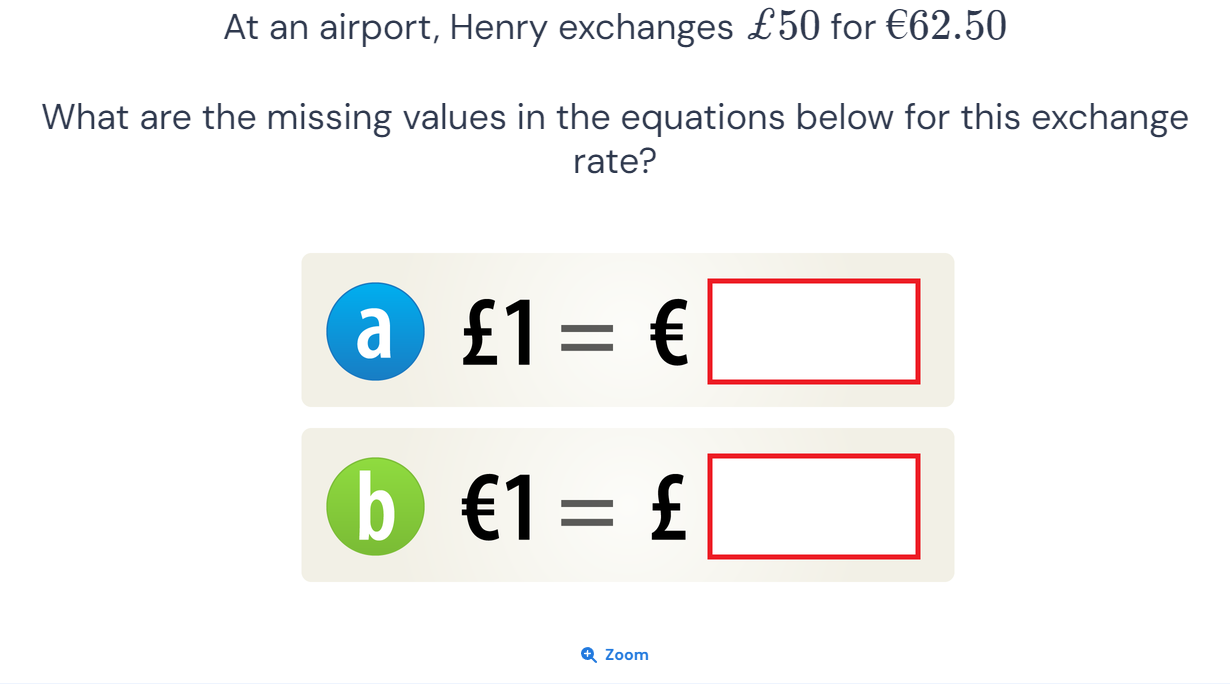 At an airport, Henry exchanges £50 for €62.50
What are the missing values in the equations below for this exchange
rate?
a £1 = €
b €1 = £
Zoom